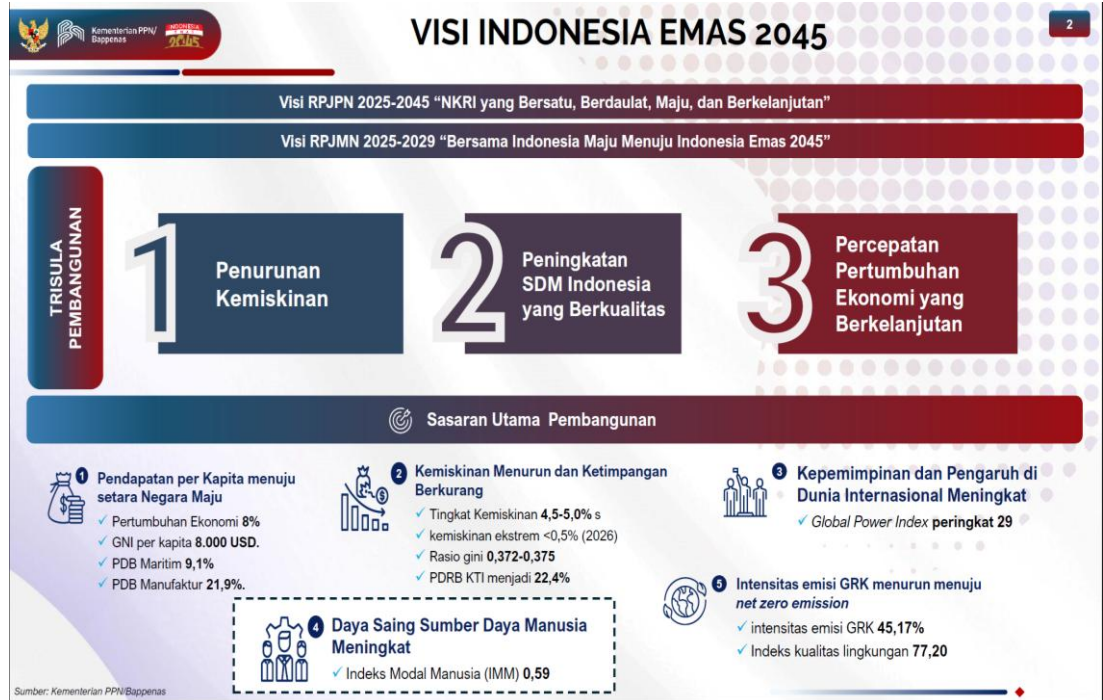 Kementerian PPN/
Bappenas
INDONESIA
EMAS
2045
VISI INDONESIA EMAS 2045
2
Visi RPJPN 2025-2045 “NKRI yang Bersatu, Berdaulat, Maju, dan Berkelanjutan”
Visi RPJMN 2025-2029 “Bersama Indonesia Maju Menuju Indonesia Emas 2045”
TRISULA
PEMBANGUNAN
1
Penurunan
Kemiskinan
2
Peningkatan
SDM Indonesia
yang Berkualitas
3
Percepatan
Pertumbuhan
Ekonomi yang
Berkelanjutan
Sasaran Utama Pembangunan
1 Pendapatan per Kapita menuju
setara Negara Maju
✓ Pertumbuhan Ekonomi 8%
✓ GNI per kapita 8.000 USD.
✓ PDB Maritim 9,1%
✓ PDB Manufaktur 21,9%.
2 Kemiskinan Menurun dan Ketimpangan
Berkurang
✓ Tingkat Kemiskinan 4,5-5,0% s
✓ kemiskinan ekstrem <0,5% (2026)
✓ Rasio gini 0,372-0,375
✓ PDRB KTI menjadi 22,4%
3 Kepemimpinan dan Pengaruh di
Dunia Internasional Meningkat
✓ Global Power Index peringkat 29
4 Daya Saing Sumber Daya Manusia
Meningkat
✓ Indeks Modal Manusia (IMM) 0,59
5 Intensitas emisi GRK menurun menuju
net zero emission
✓ intensitas emisi GRK 45,17%
✓ Indeks kualitas lingkungan 77,20
Sumber: Kementerian PPN/Bappenas